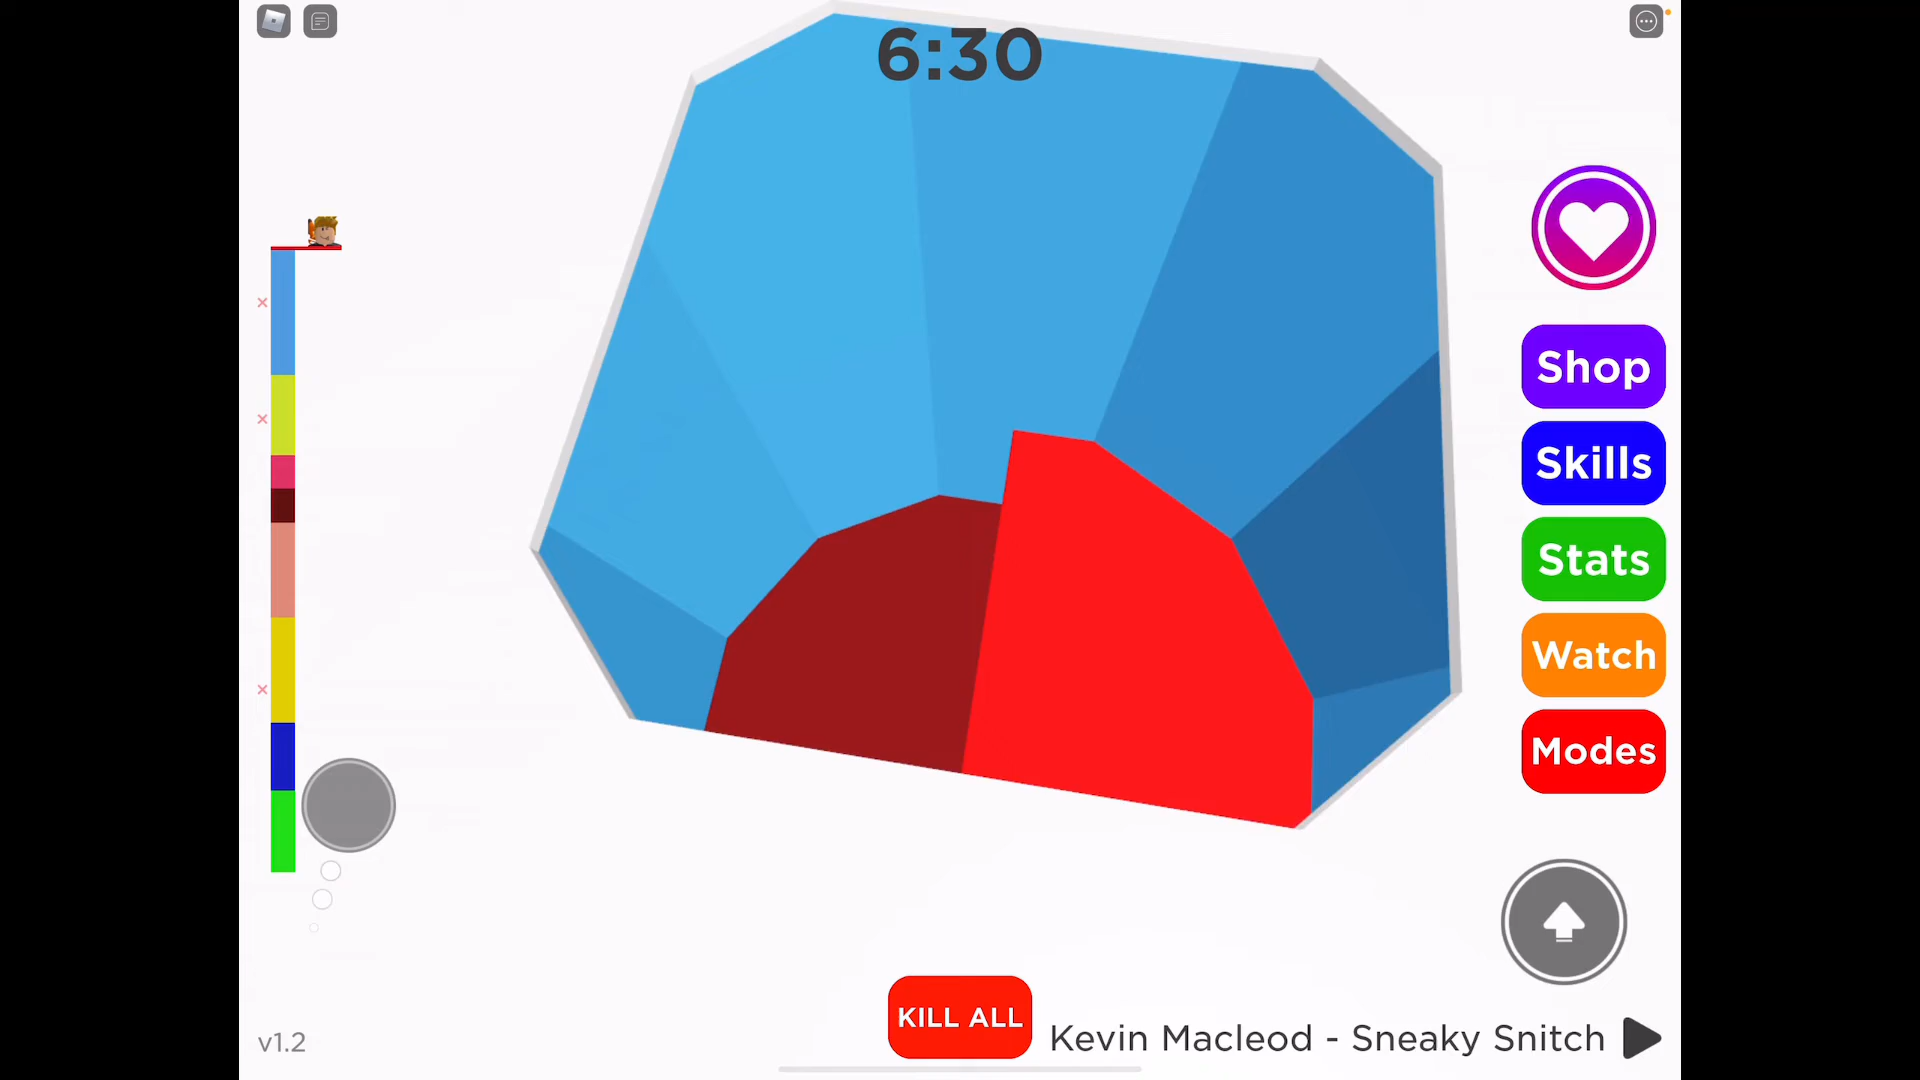 6:30
Shop
Skills
Stats
Watch
Modes
KILL ALL
Kevin Macleod - Sneaky Snitch
v1.2